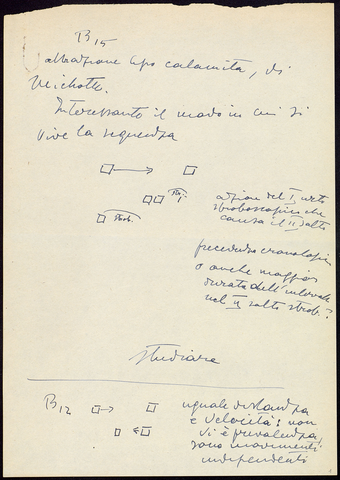 B15
attrazione tipo calamita, di
Michotte.
Interessante il modo in cui si
vive la sequenza
azione del I moto
stroboscopico che
causa il II salto
precedenza cronologica
o anche maggior
durata dell'intervallo
nel II salto strob.?
studiare
B12
uguale distanza
e velocità: non
vi è prevalenza,
sono movimenti
indipendenti